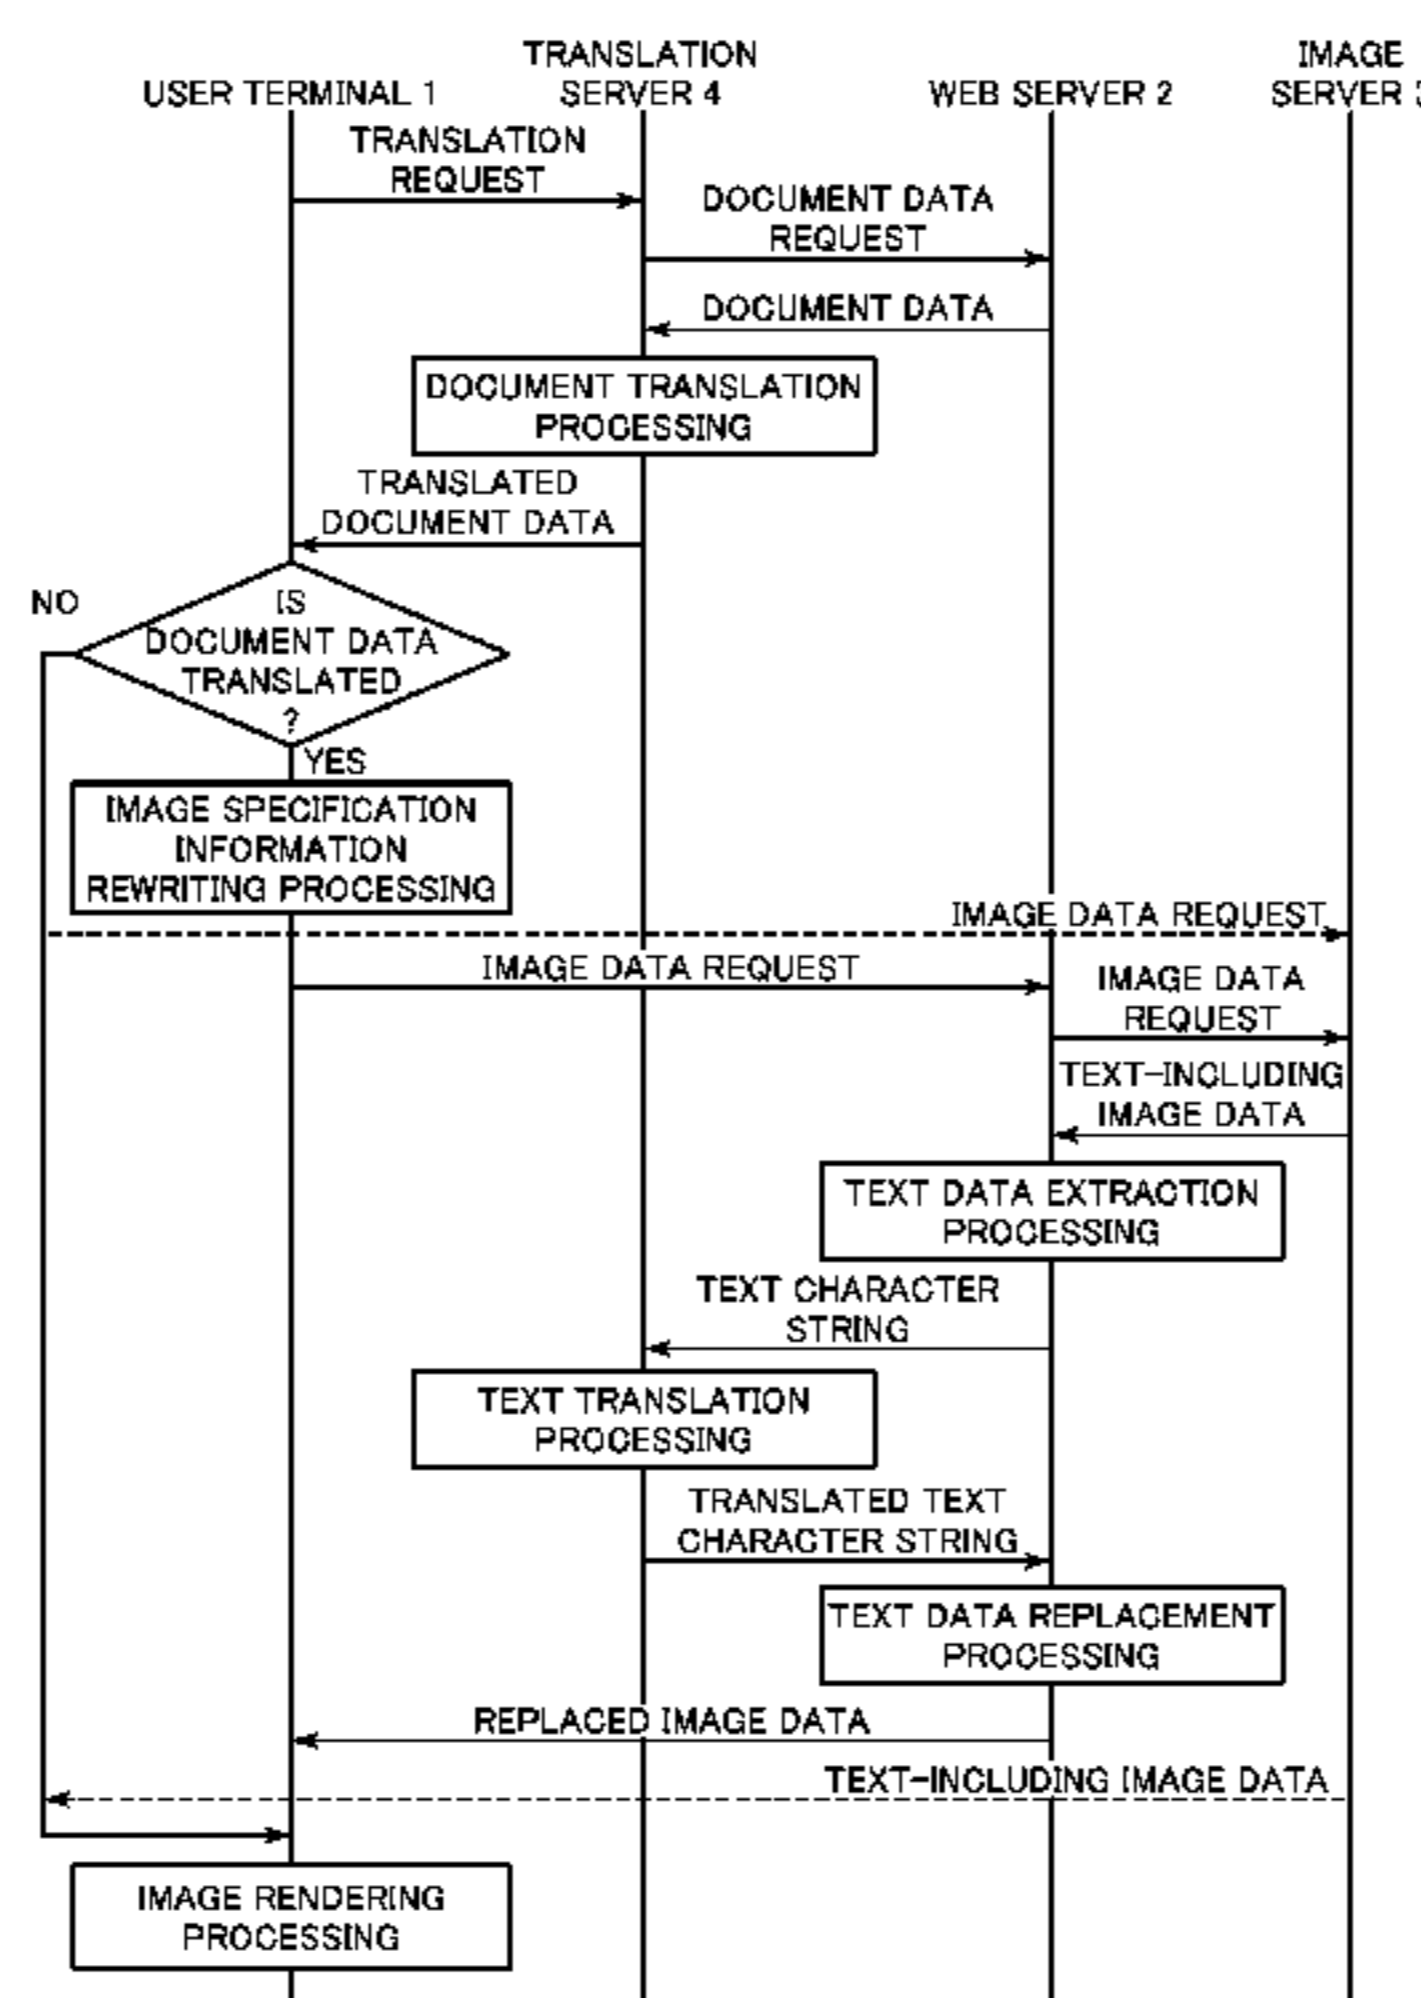 TRANSLATION
SERVER 4
IMAGE
SERVER 3
USER TERMINAL 1
WEB SERVER 2
TRANSLATION
REQUEST
DOCUMENT DATA
REQUEST
DOCUMENT DATA
DOCUMENT TRANSLATION
PROCESSING
TRANSLATED
DOCUMENT DATA
NO
IS
DOCUMENT DATA
TRANSLATED
?
YES
IMAGE SPECIFICATION
INFORMATION
REWRITING PROCESSING
IMAGE DATA REQUEST
IMAGE DATA REQUEST
IMAGE DATA
REQUEST
TEXT-INCLUDING
IMAGE DATA
TEXT DATA EXTRACTION
PROCESSING
TEXT CHARACTER
STRING
TEXT TRANSLATION
PROCESSING
TRANSLATED TEXT
CHARACTER STRING
TEXT DATA REPLACEMENT
PROCESSING
REPLACED IMAGE DATA
TEXT-INCLUDING IMAGE DATA
IMAGE RENDERING
PROCESSING